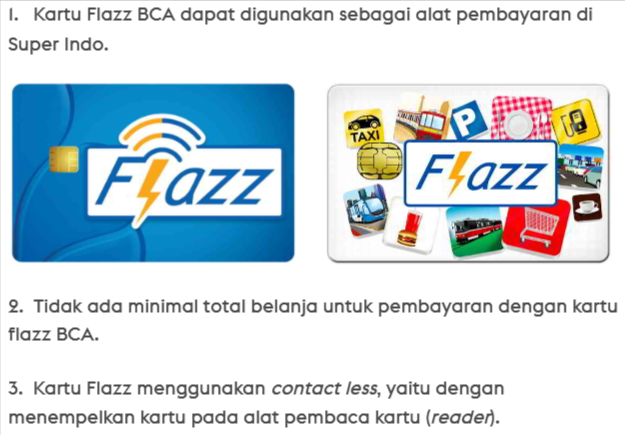 1. Kartu Flazz BCA dapat digunakan sebagai alat pembayaran di
Super Indo.
Flazz
TAXI
P
Flazz
2. Tidak ada minimal total belanja untuk pembayaran dengan kartu
flazz BCA.
3. Kartu Flazz menggunakan contact less, yaitu dengan
menempelkan kartu pada alat pembaca kartu (reader).